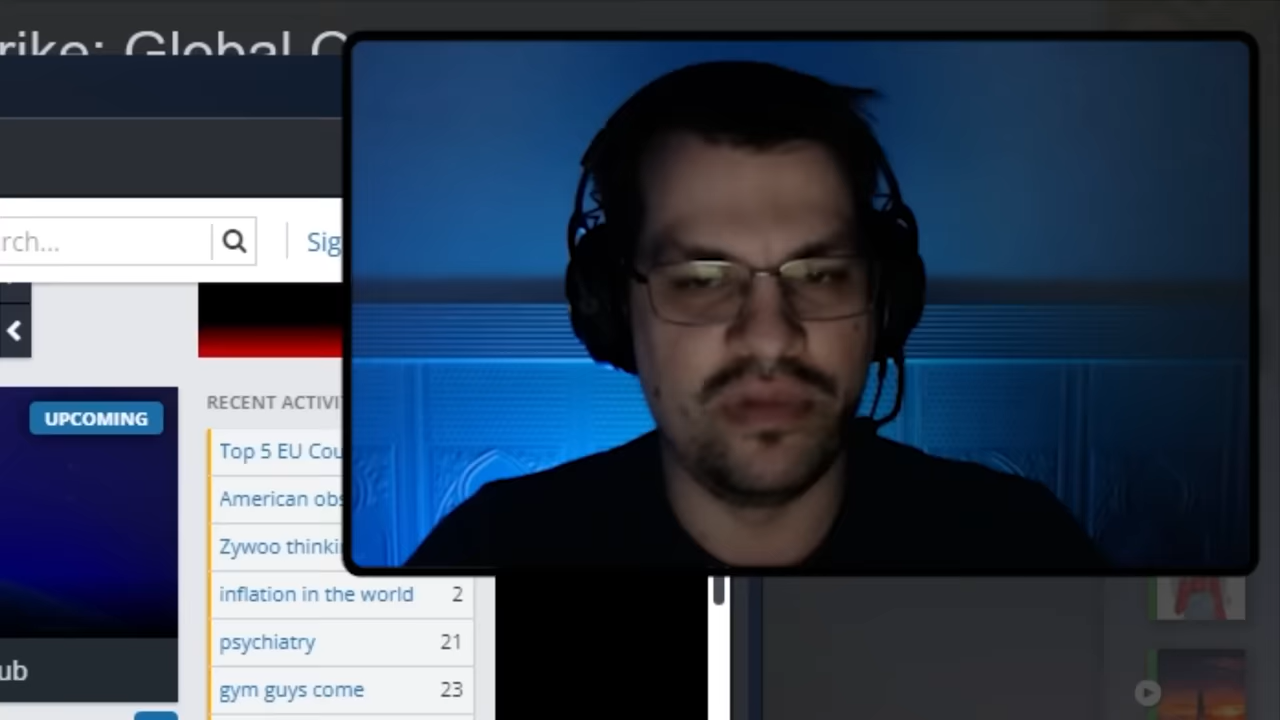 rike: Global
rch...
Sig
UPCOMING
RECENT ACTIVI
Top 5 EU Cou
American obs
Zywoo thinki
inflation in the world 2
psychiatry 21
gym guys come 23
ub